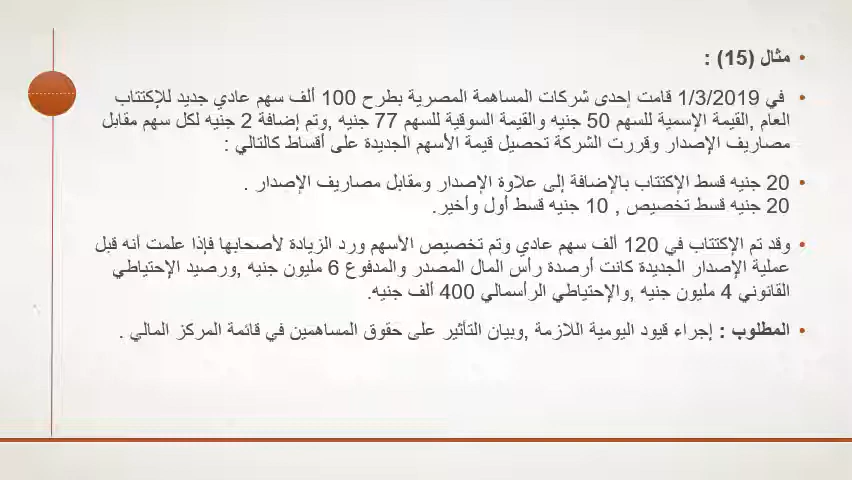 مثال (15) :
في 1/3/2019 قامت إحدى شركات المساهمة المصرية بطرح 100 ألف سهم عادي جديد للإكتتاب
العام ,القيمة الإسمية للسهم 50 جنيه والقيمة السوقية للسهم 77 جنيه ,وتم إضافة 2 جنيه لكل سهم مقابل
مصاريف الإصدار وقررت الشركة تحصيل قيمة الأسهم الجديدة على أقساط كالتالي :
20 جنيه قسط الإكتتاب بالإضافة إلى علاوة الإصدار ومقابل مصاريف الإصدار .
20 جنيه قسط تخصيص , 10 جنيه قسط أول وأخير.
وقد تم الإكتتاب في 120 ألف سهم عادي وتم تخصيص الأسهم ورد الزيادة لأصحابها فإذا علمت أنه قبل
عملية الإصدار الجديدة كانت أرصدة رأس المال المصدر والمدفوع 6 مليون جنيه ,ورصيد الإحتياطي
القانوني 4 مليون جنيه ,والإحتياطي الرأسمالي 400 ألف جنيه.
المطلوب : إجراء قيود اليومية اللازمة ,وبيان التأثير على حقوق المساهمين في قائمة المركز المالي .